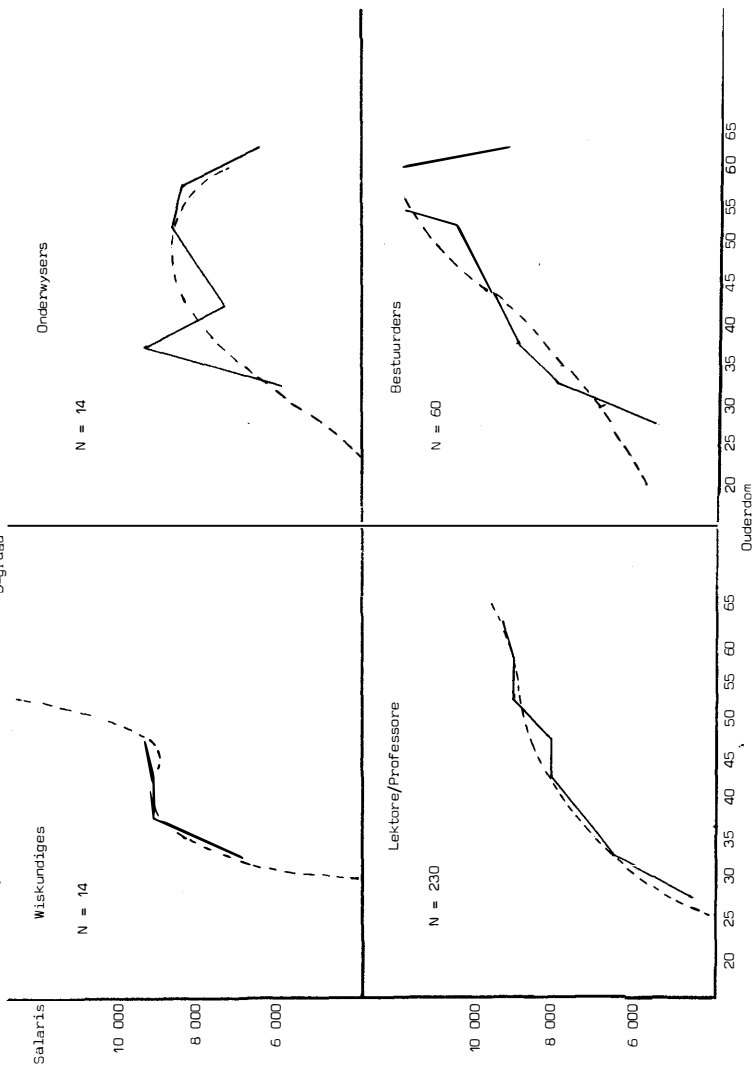 D-graad
Salaris
Wiskundiges
N = 14
10 000
8 000
6 000
Onderwysers
N = 14
Lektore/Professore
N = 230
10 000
8 000
6 000
Bestuurders
N = 60
20 25 30 35 40 45 50 55 60 65
20 25 30 35 40 45 50 55 60 65
Ouderdom